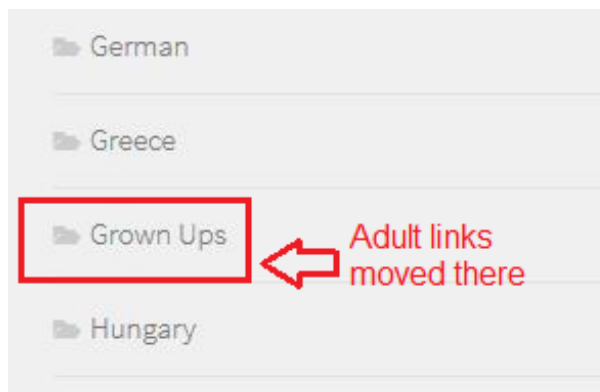 German
Greece
Grown Ups
Adult links
moved there
Hungary